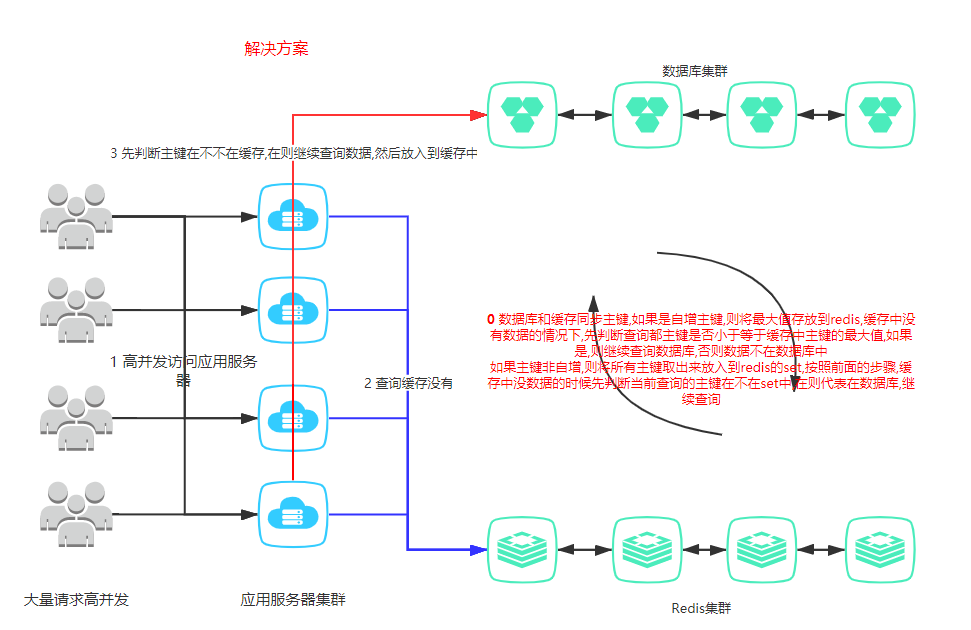 解决方案
数据库集群
3 先判断主键在不不在缓存,在则继续查询数据,然后放入到缓存中
0 数据库和缓存同步主键,如果是自增主键,则将最大值存放到redis,缓存中没
有数据的情况下,先判断查询都主键是否小于等于缓存中主键的最大值,如果
是,则继续查询数据库,否则数据不在数据库中
如果主键非自增,则将所有主键取出来放入到redis的set,按照前面的步骤,缓
存中没数据的时候先判断当前查询的主键在不在set中,在则代表在数据库,继
续查询
1 高并发访问应用服务
器
2 查询缓存没有
大量请求高并发
应用服务器集群
Redis集群